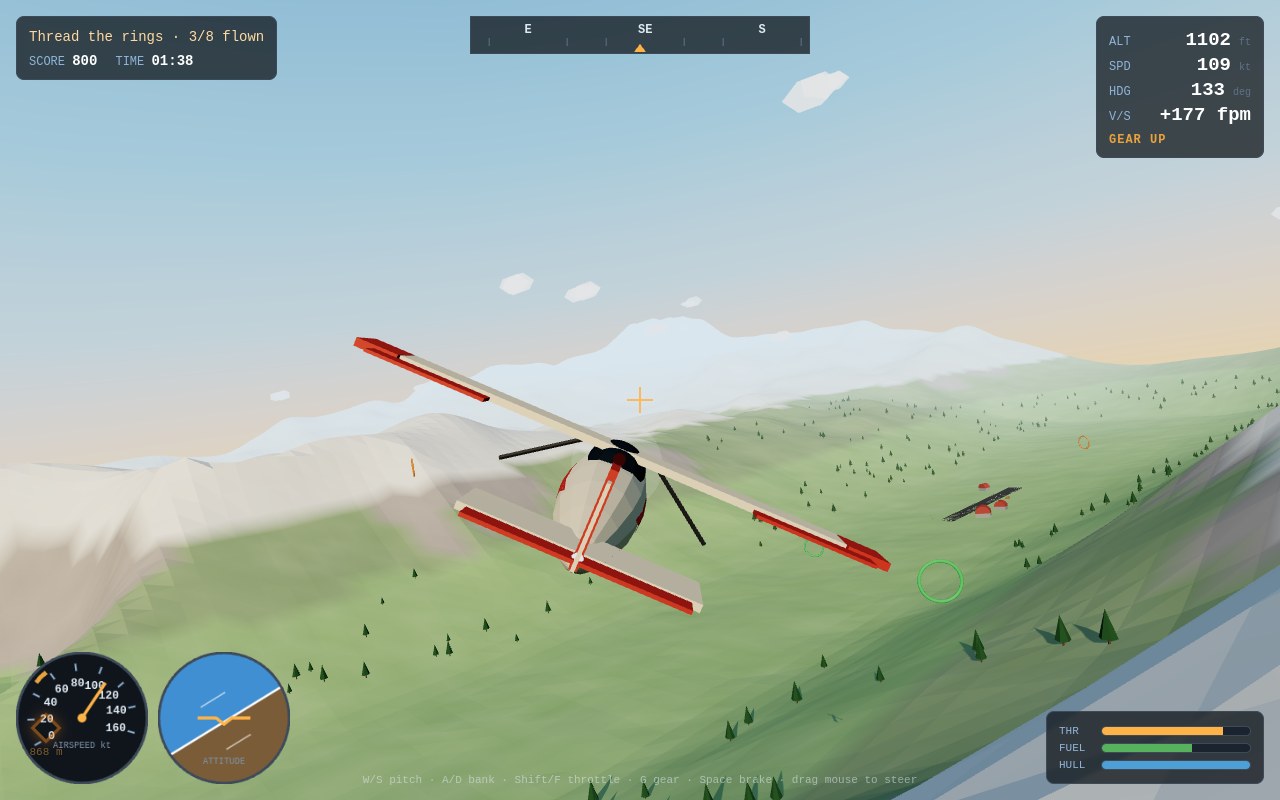 Thread the rings · 3/8 flown
SCORE 800 TIME 01:38
E SE S
ALT 1102 ft
SPD 109 kt
HDG 133 deg
V/S +177 fpm
GEAR UP
0 20 40 60 80 100 120 140 160
AIRSPEED kt
868 m
ATTITUDE
THR
FUEL
HULL
W/S pitch · A/D bank · Shift/F throttle · G gear · Space brake · drag mouse to steer